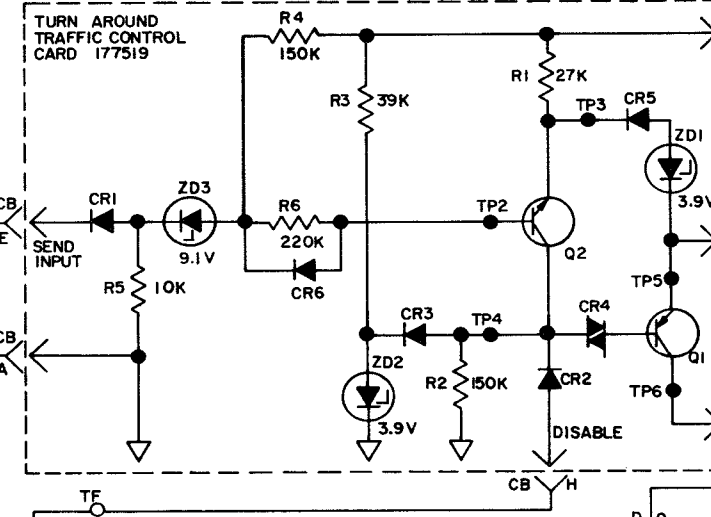 TURN AROUND
TRAFFIC CONTROL
CARD 177519
R4
150K
R3
39K
R1
27K
TP3
CR5
ZD1
3.9V
CB
E
SEND
INPUT
CR1
ZD3
9.1V
R6
220K
CR6
TP2
Q2
R5
10K
CB
A
TP5
CR3
TP4
CR4
Q1
ZD2
3.9V
R2
150K
CR2
TP6
DISABLE
CB
H
TF